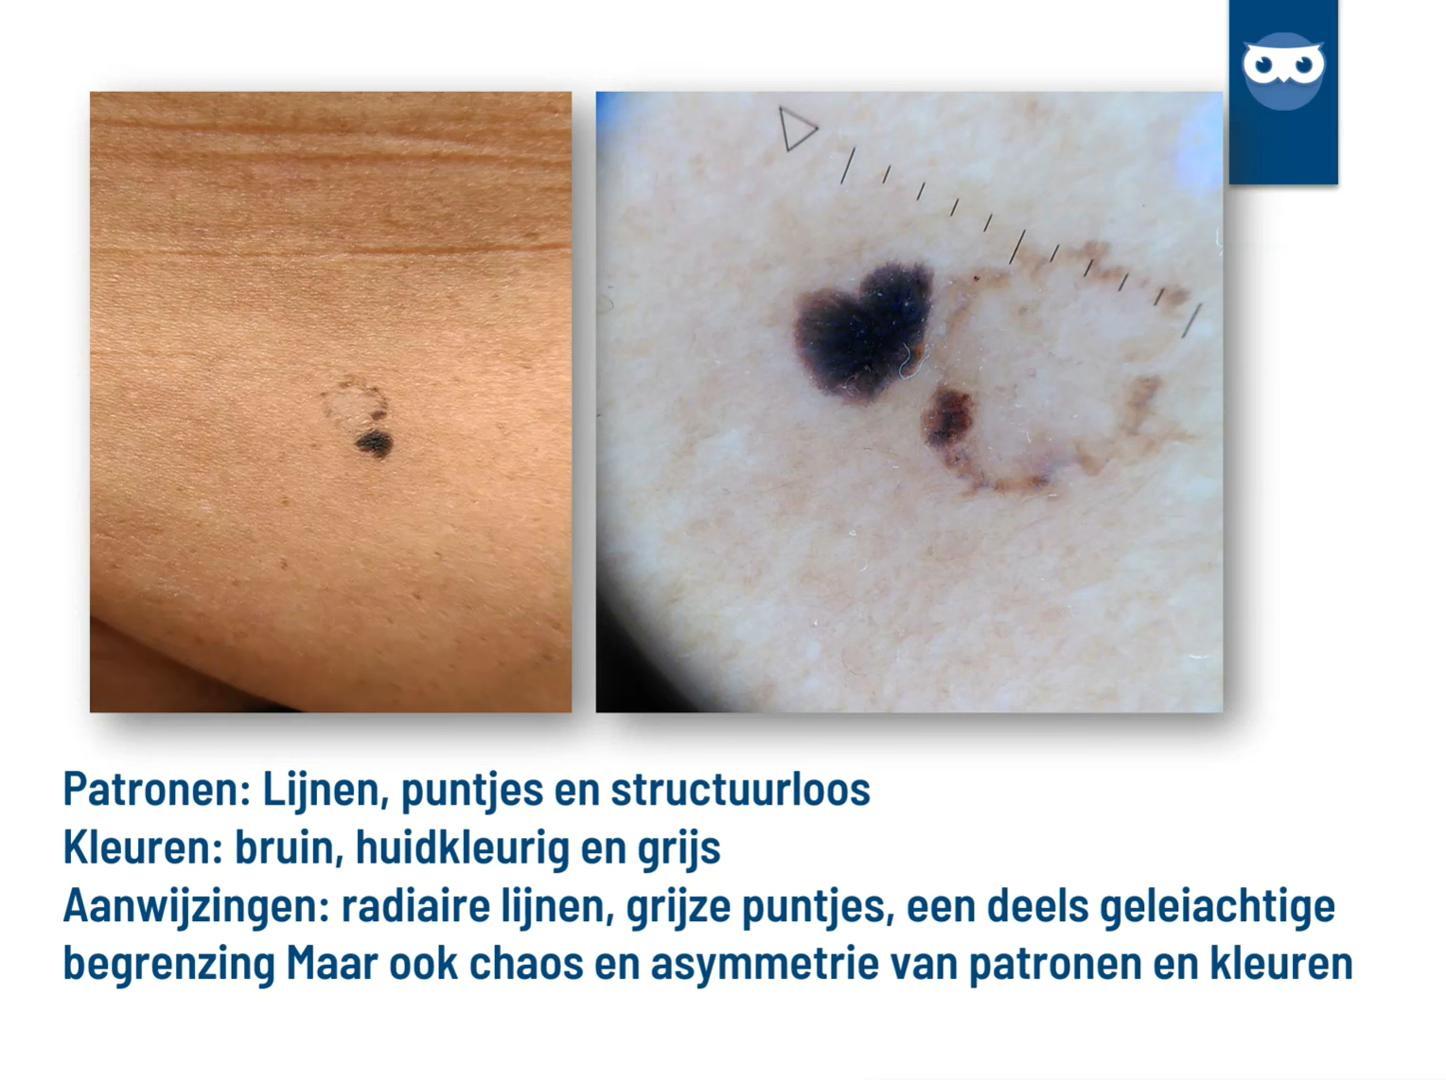 Patronen: Lijnen, puntjes en structuurloos
Kleuren: bruin, huidkleurig en grijs
Aanwijzingen: radiaire lijnen, grijze puntjes, een deels geleiachtige
begrenzing Maar ook chaos en asymmetrie van patronen en kleuren